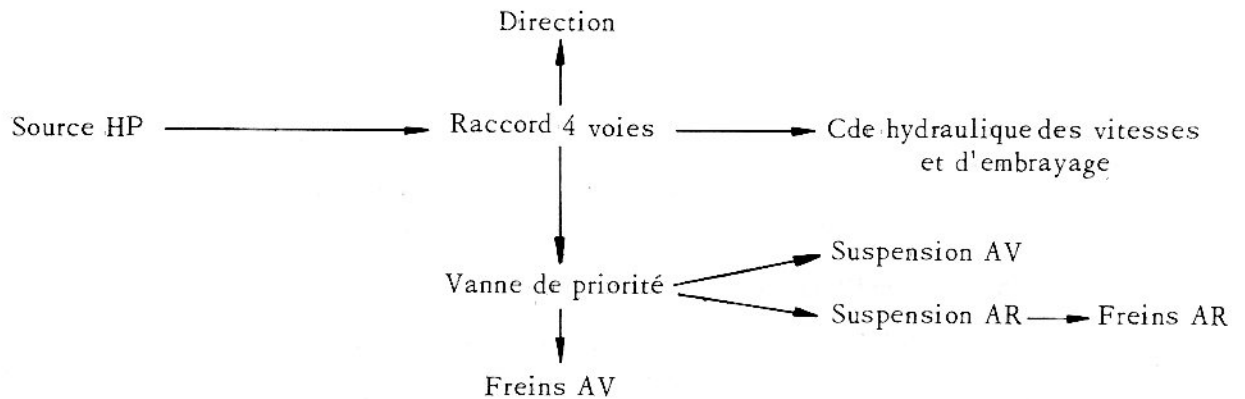 Direction
Source HP
Raccord 4 voies
Cde hydraulique des vitesses
et d'embrayage
Suspension AV
Vanne de priorité
Suspension AR
Freins AR
Freins AV